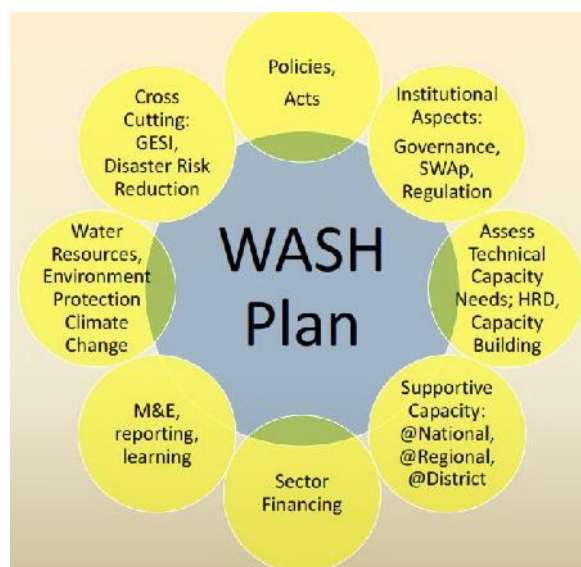 Policies,
Acts
Institutional
Aspects:
Governance,
SWAp,
Regulation
Assess
Technical
Capacity
Needs; HRD,
Capacity
Building
Supportive
Capacity:
@National,
@Regional,
@District
Sector
Financing
M&E,
reporting,
learning
Water
Resources,
Environment
Protection
Climate
Change
Cross
Cutting:
GESI,
Disaster Risk
Reduction
WASH
Plan